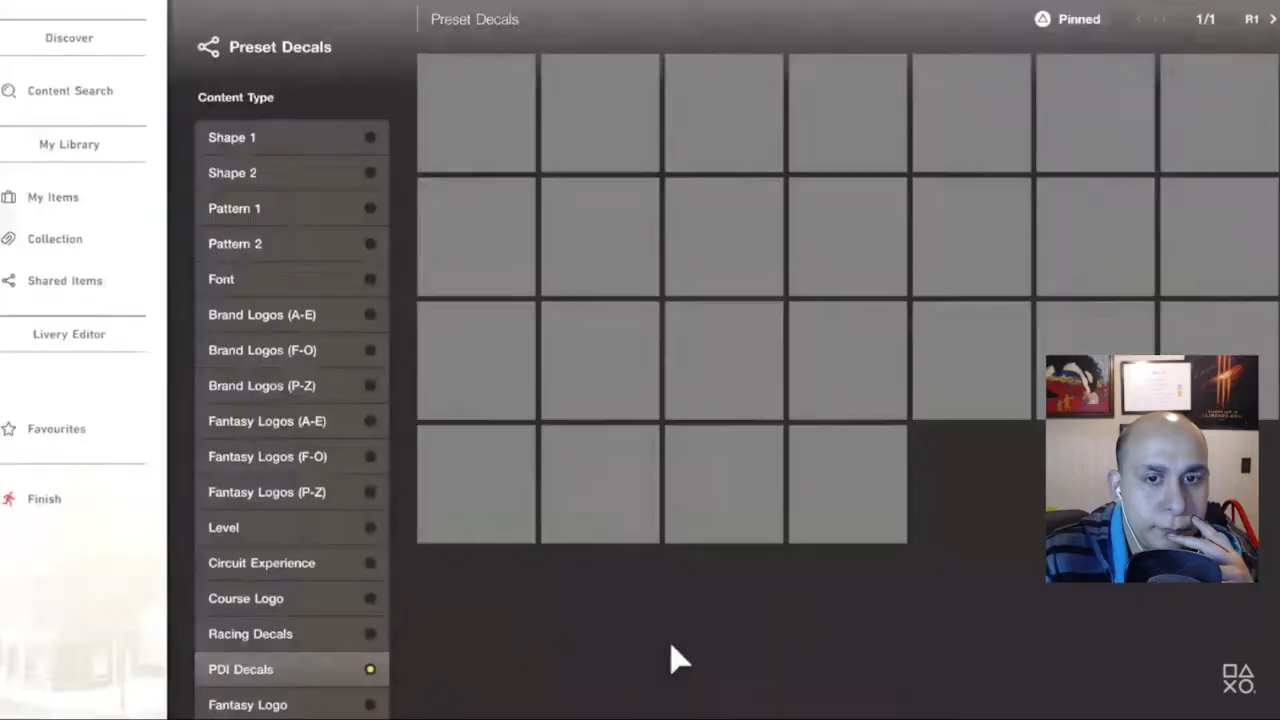 Discover
Content Search
My Library
My Items
Collection
Shared Items
Livery Editor
Favourites
Finish
Preset Decals
Content Type
Shape 1
Shape 2
Pattern 1
Pattern 2
Font
Brand Logos (A-E)
Brand Logos (F-O)
Brand Logos (P-Z)
Fantasy Logos (A-E)
Fantasy Logos (F-O)
Fantasy Logos (P-Z)
Level
Circuit Experience
Course Logo
Racing Decals
PDI Decals
Fantasy Logo
Preset Decals
Pinned
1/1
R1